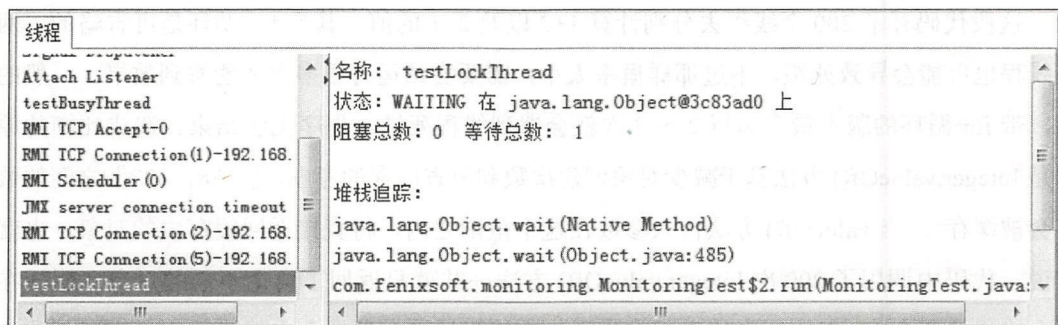 线程
Signal Dispatcher
Attach Listener
testBusyThread
RMI TCP Accept-0
RMI TCP Connection(1)-192.168.
RMI Scheduler(0)
JMX server connection timeout
RMI TCP Connection(2)-192.168.
RMI TCP Connection(5)-192.168.
testLockThread
名称: testLockThread
状态: WAITING 在 java.lang.Object@3c83ad0 上
阻塞总数: 0 等待总数: 1
堆栈追踪:
java.lang.Object.wait(Native Method)
java.lang.Object.wait(Object.java:485)
com.fenixsoft.monitoring.MonitoringTest$2.run(MonitoringTest.java: